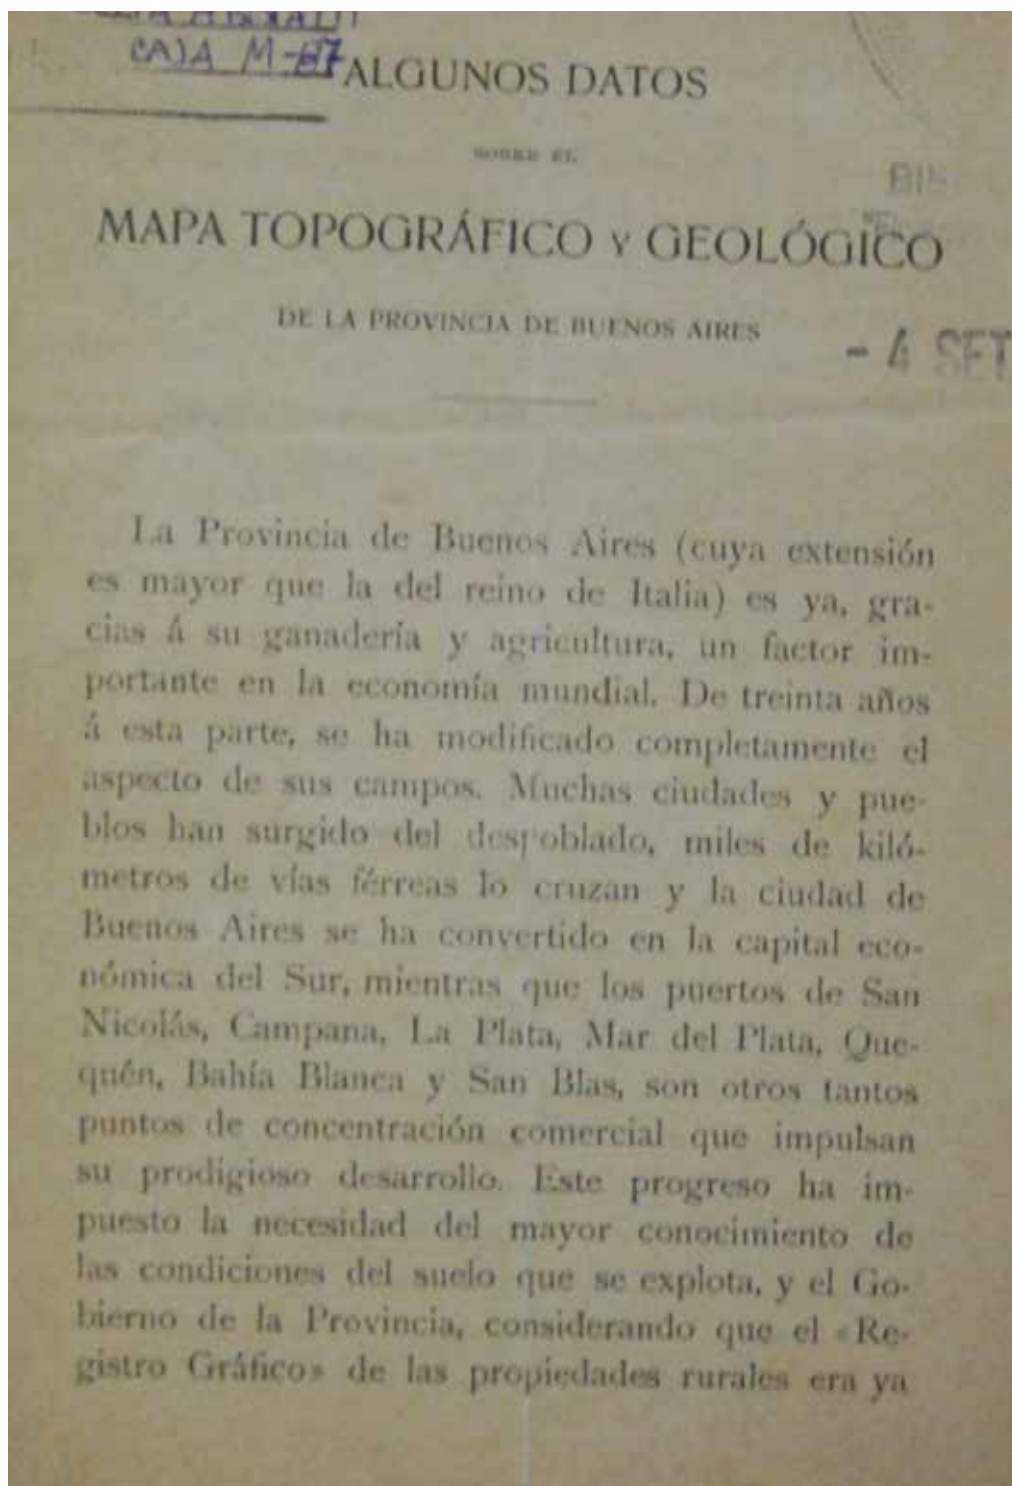 CAJA M-67
ALGUNOS DATOS
SOBRE EL
BIB
MAPA TOPOGRÁFICO Y GEOLÓGICO
DE LA PROVINCIA DE BUENOS AIRES
- 4 SET
La Provincia de Buenos Aires (cuya extensión
es mayor que la del reino de Italia) es ya, gra-
cias á su ganadería y agricultura, un factor im-
portante en la economía mundial. De treinta años
á esta parte, se ha modificado completamente el
aspecto de sus campos. Muchas ciudades y pue-
blos han surgido del despoblado, miles de kiló-
metros de vías férreas lo cruzan y la ciudad de
Buenos Aires se ha convertido en la capital eco-
nómica del Sur, mientras que los puertos de San
Nicolás, Campana, La Plata, Mar del Plata, Que-
quén, Bahía Blanca y San Blas, son otros tantos
puntos de concentración comercial que impulsan
su prodigioso desarrollo. Este progreso ha im-
puesto la necesidad del mayor conocimiento de
las condiciones del suelo que se explota, y el Go-
bierno de la Provincia, considerando que el «Re-
gistro Gráfico» de las propiedades rurales era ya